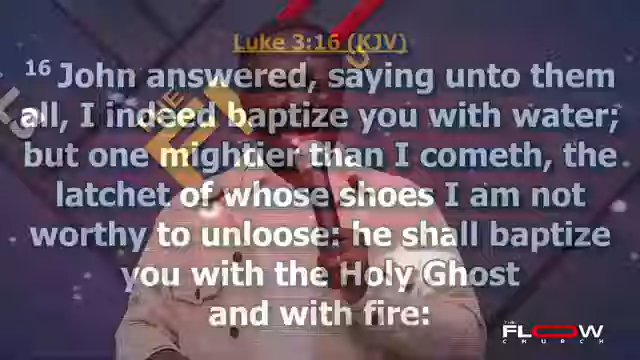 Luke 3:16 (KJV)
16 John answered, saying unto them
all, I indeed baptize you with water;
but one mightier than I cometh, the
latchet of whose shoes I am not
worthy to unloose: he shall baptize
you with the Holy Ghost
and with fire:
THE
FLOW
CHURCH